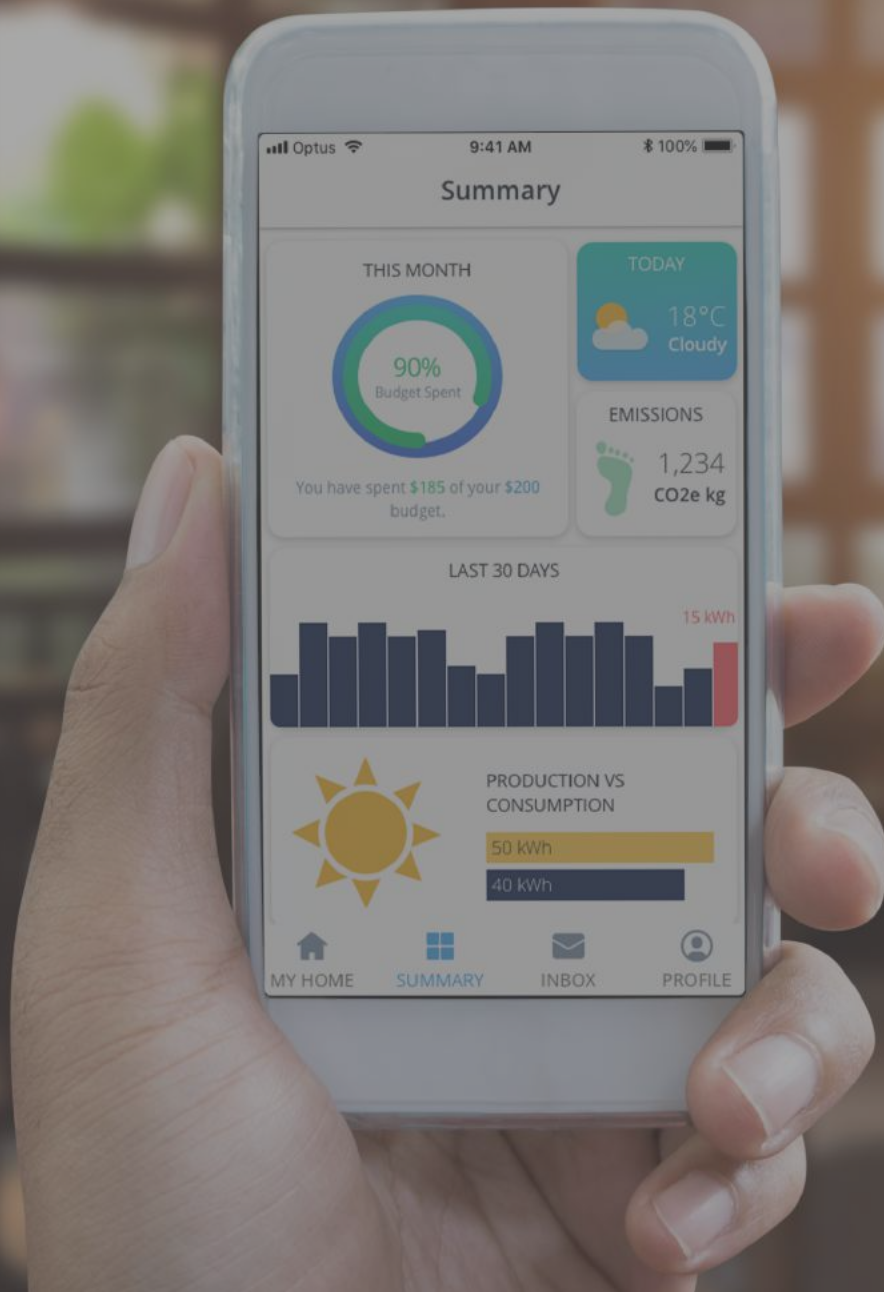 Optus
9:41 AM
100%
Summary
THIS MONTH
90%
Budget Spent
You have spent $185 of your $200
budget.
TODAY
18°C
Cloudy
EMISSIONS
1,234
CO2e kg
LAST 30 DAYS
15 kWh
PRODUCTION VS
CONSUMPTION
50 kWh
40 kWh
MY HOME
SUMMARY
INBOX
PROFILE